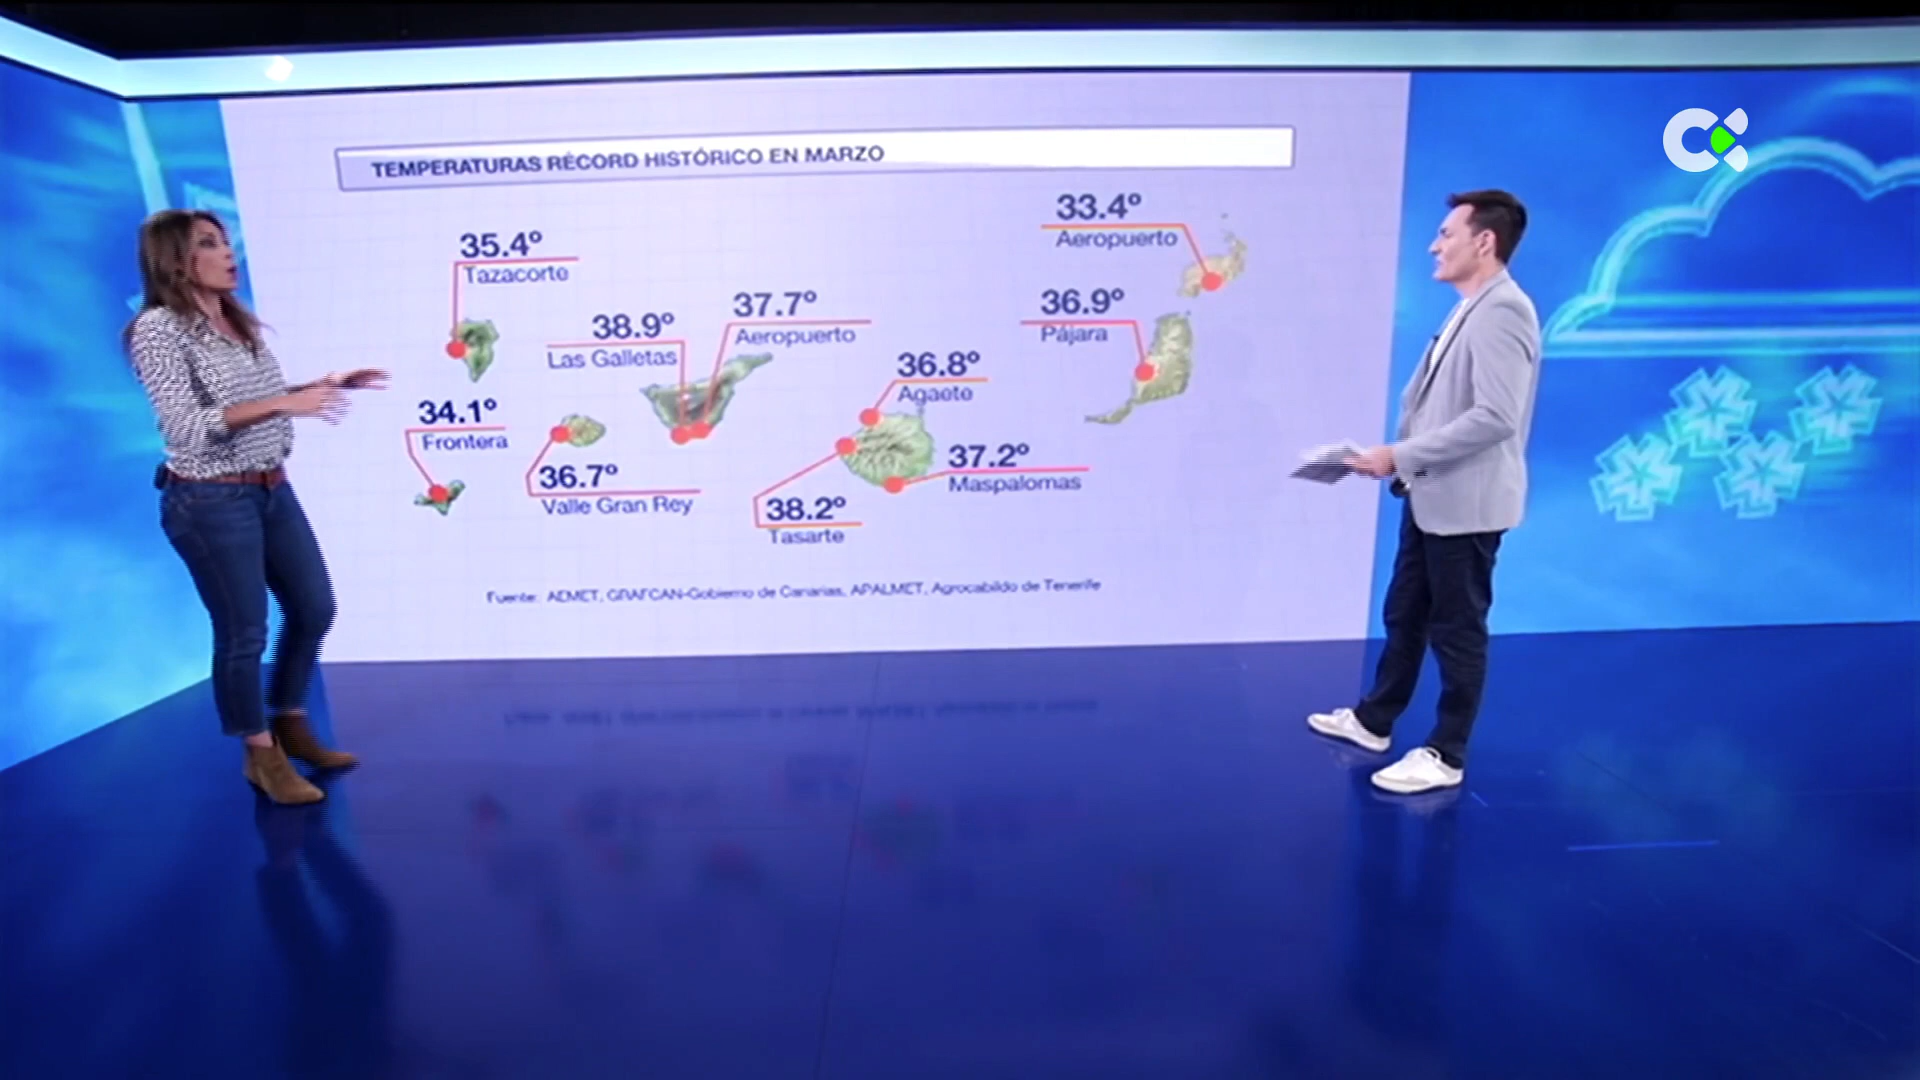 TEMPERATURAS RÉCORD HISTÓRICO EN MARZO
33.4º
Aeropuerto
35.4º
Tazacorte
36.9º
Pájara
37.7º
Aeropuerto
38.9º
Las Galletas
36.8º
Agaete
34.1º
Frontera
37.2º
Maspalomas
36.7º
Valle Gran Rey
38.2º
Tasarte
Fuente: AEMET, GRAFCAN-Gobierno de Canarias, APALMET, Agrocabildo de Tenerife